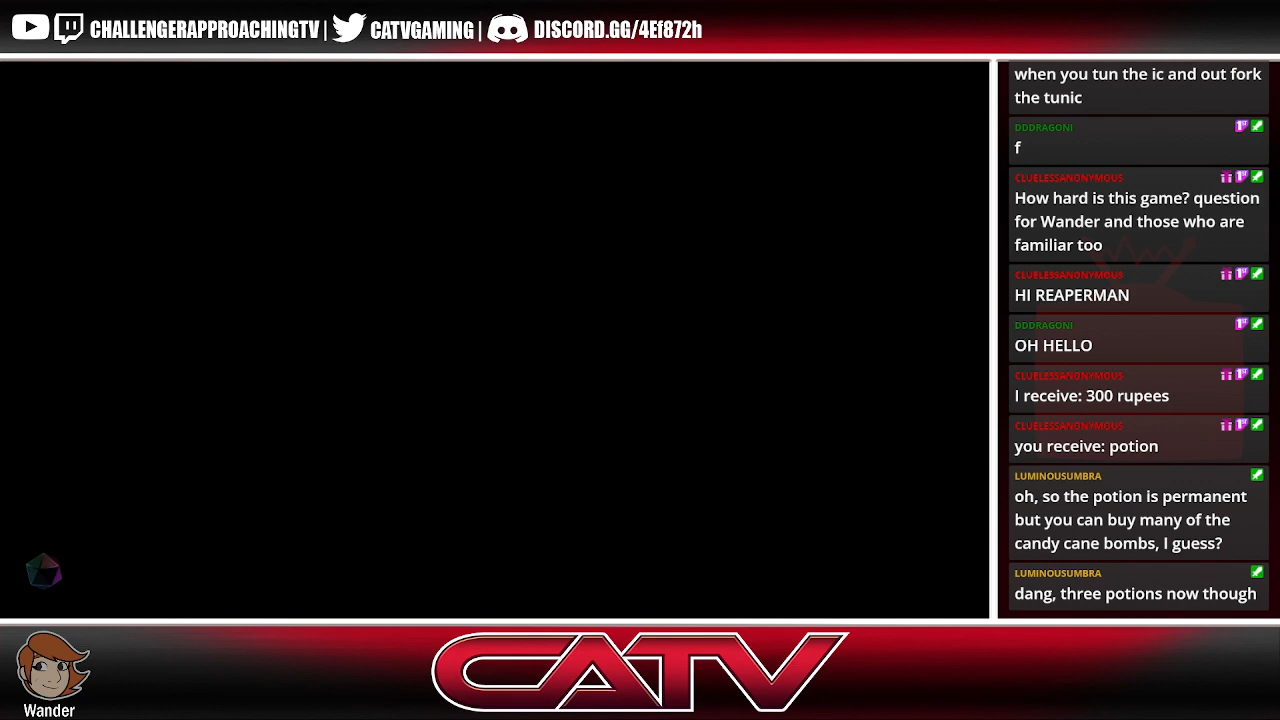 CHALLENGERAPPROACHINGTV | CATVGAMING | DISCORD.GG/4Ef872h
when you tun the ic and out fork
the tunic
DDDRAGONI
f
CLUELESSANONYMOUS
How hard is this game? question
for Wander and those who are
familiar too
CLUELESSANONYMOUS
HI REAPERMAN
DDDRAGONI
OH HELLO
CLUELESSANONYMOUS
I receive: 300 rupees
CLUELESSANONYMOUS
you receive: potion
LUMINOUSUMBRA
oh, so the potion is permanent
but you can buy many of the
candy cane bombs, I guess?
LUMINOUSUMBRA
dang, three potions now though
CATV
Wander